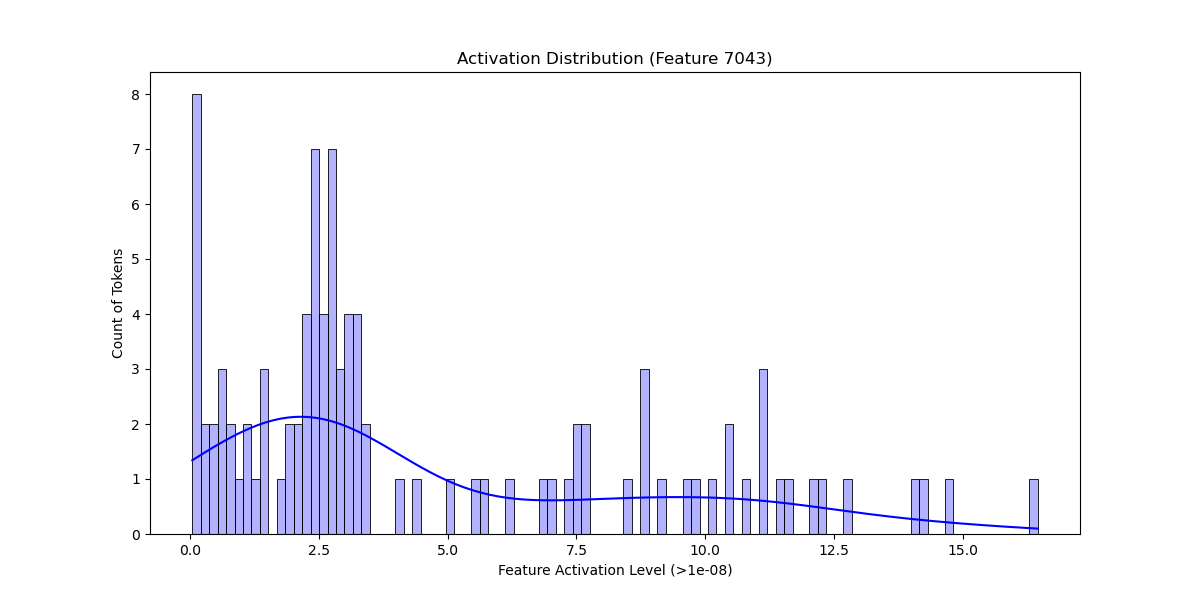 Activation Distribution (Feature 7043)
Count of Tokens
8
7
6
5
4
3
2
1
0
0.0 2.5 5.0 7.5 10.0 12.5 15.0
Feature Activation Level (>1e-08)